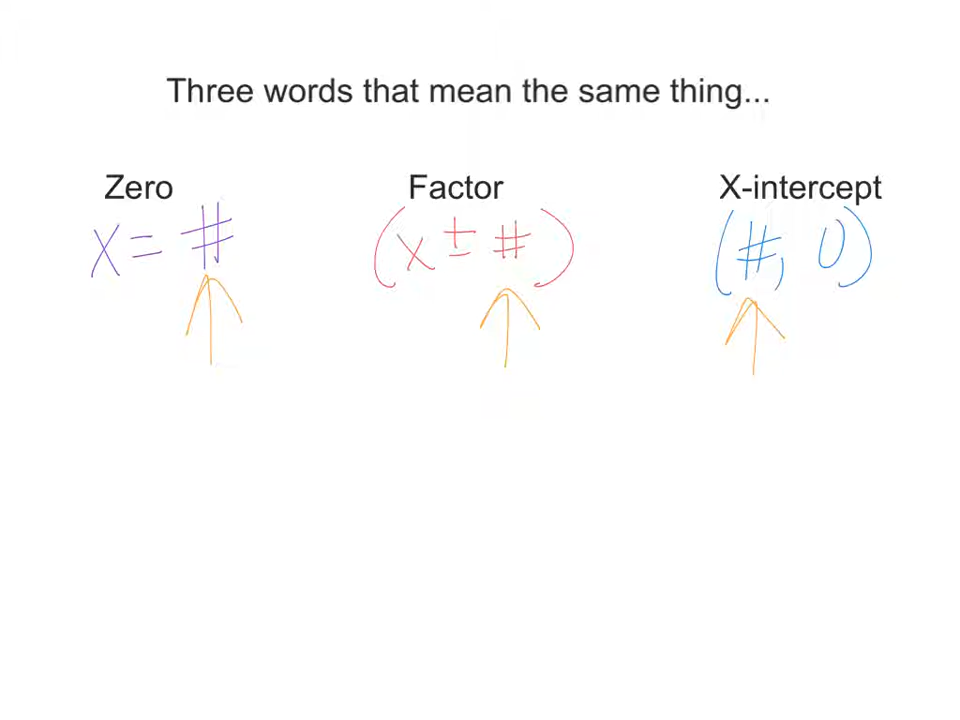 Three words that mean the same thing...
Zero Factor X-intercept
x = # (x ± #) (#, 0)